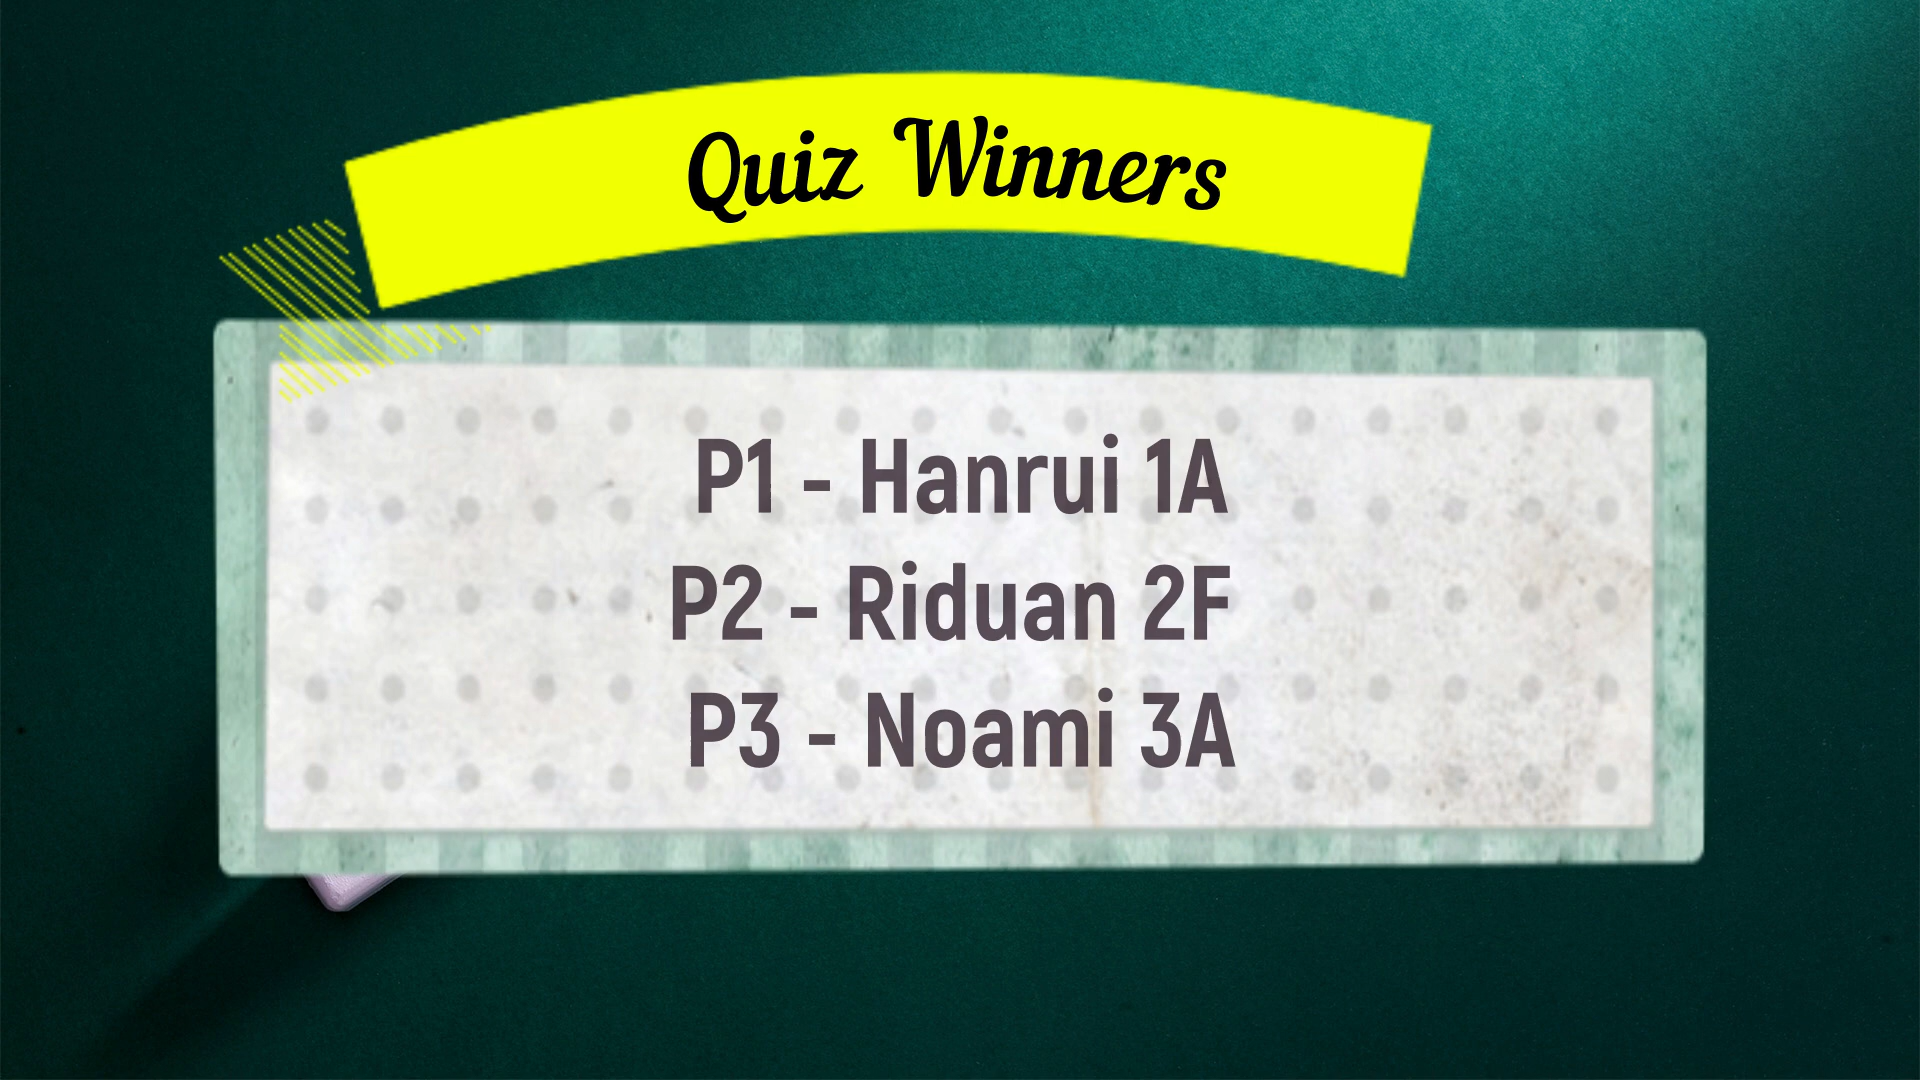 Quiz Winners
P1 - Hanrui 1A
P2 - Riduan 2F
P3 - Noami 3A